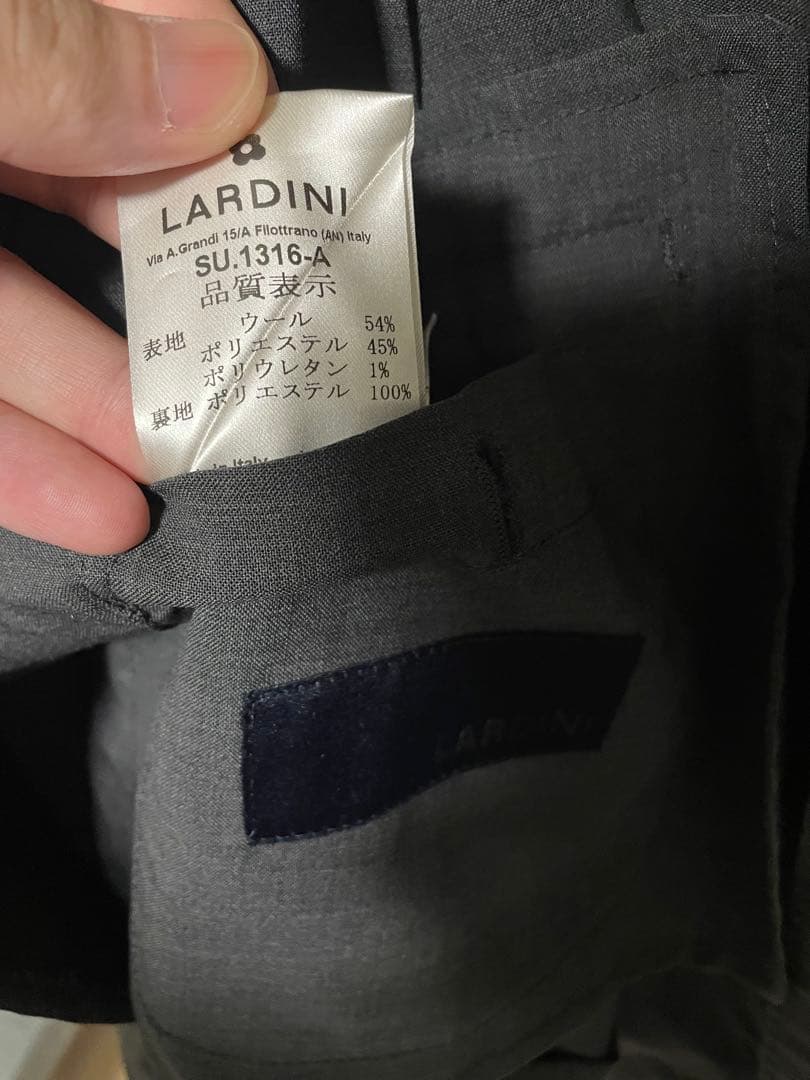 LARDINI
Via A.Grandi 15/A Filottrano (AN) Italy
SU.1316-A
品質表示
表地 ウール 54%
ポリエステル 45%
ポリウレタン 1%
裏地 ポリエステル 100%
in Italy
LARDINI